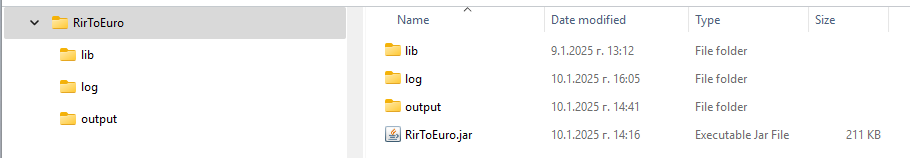 RirToEuro
lib
log
output
Name Date modified Type Size
lib 9.1.2025 г. 13:12 File folder
log 10.1.2025 г. 16:05 File folder
output 10.1.2025 г. 14:41 File folder
RirToEuro.jar 10.1.2025 г. 14:16 Executable Jar File 211 KB